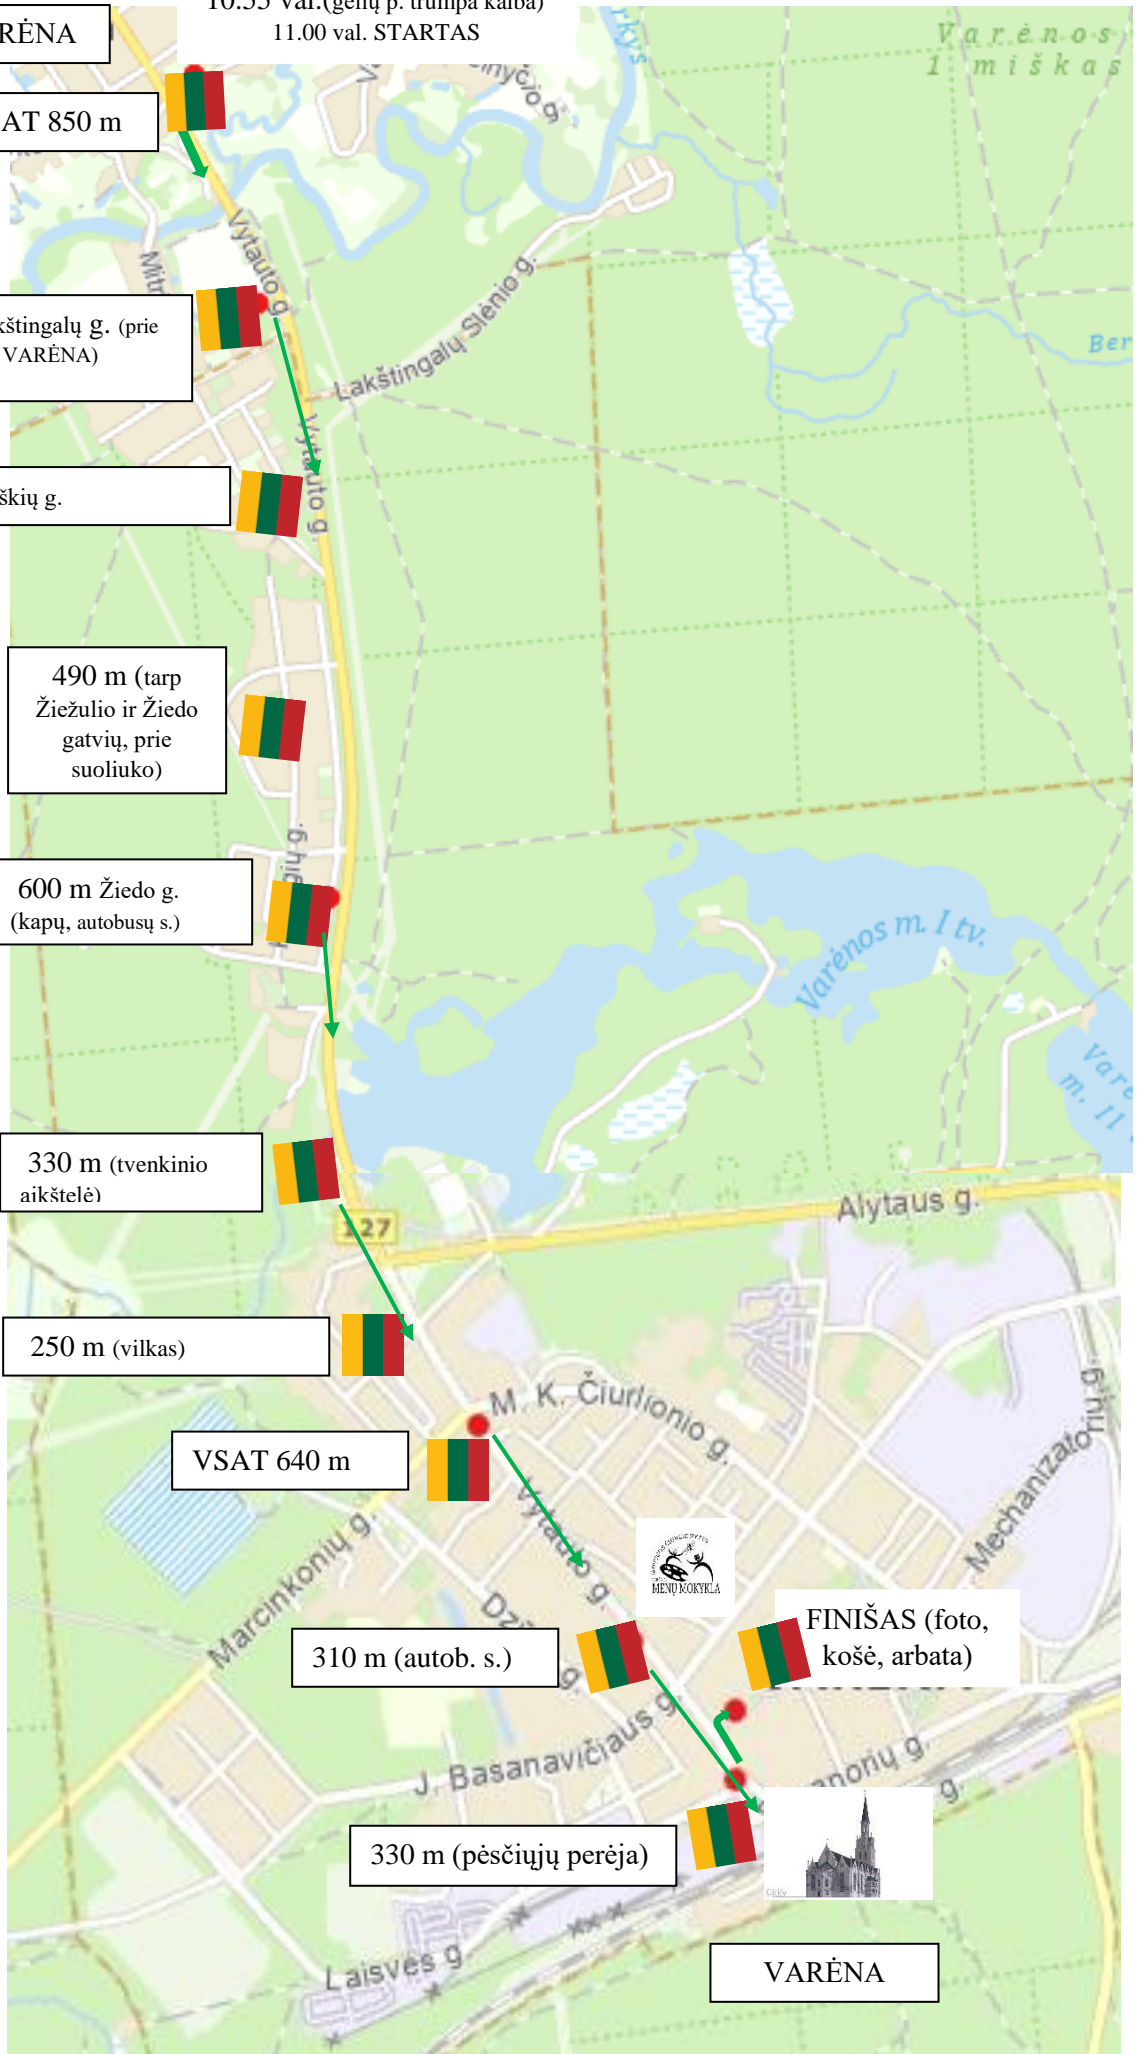 10.55 val.(gėlių p. trumpa kalba)
11.00 val. STARTAS
RĖNA
AT 850 m
Varėnos
1 miškas
Vytauto g.
kštingalų g. (prie
VARĖNA)
Lakštingalų Slėnio g.
Ber
Vytauto g.
škių g.
490 m (tarp
Žiežulio ir Žiedo
gatvių, prie
suoliuko)
600 m Žiedo g.
(kapų, autobusų s.)
Varėnos m. I tv.
Varė
m. II
330 m (tvenkinio
aikštelė)
127
Alytaus g.
250 m (vilkas)
M. K. Čiurlionio g.
VSAT 640 m
Vytauto g.
Mechanizatorių g.
Marcinkonių g.
MENŲ MOKYKLA
FINIŠAS (foto,
košė, arbata)
310 m (autob. s.)
J. Basanavičiaus g.
330 m (pėsčiųjų perėja)
Laisvės g
VARĖNA